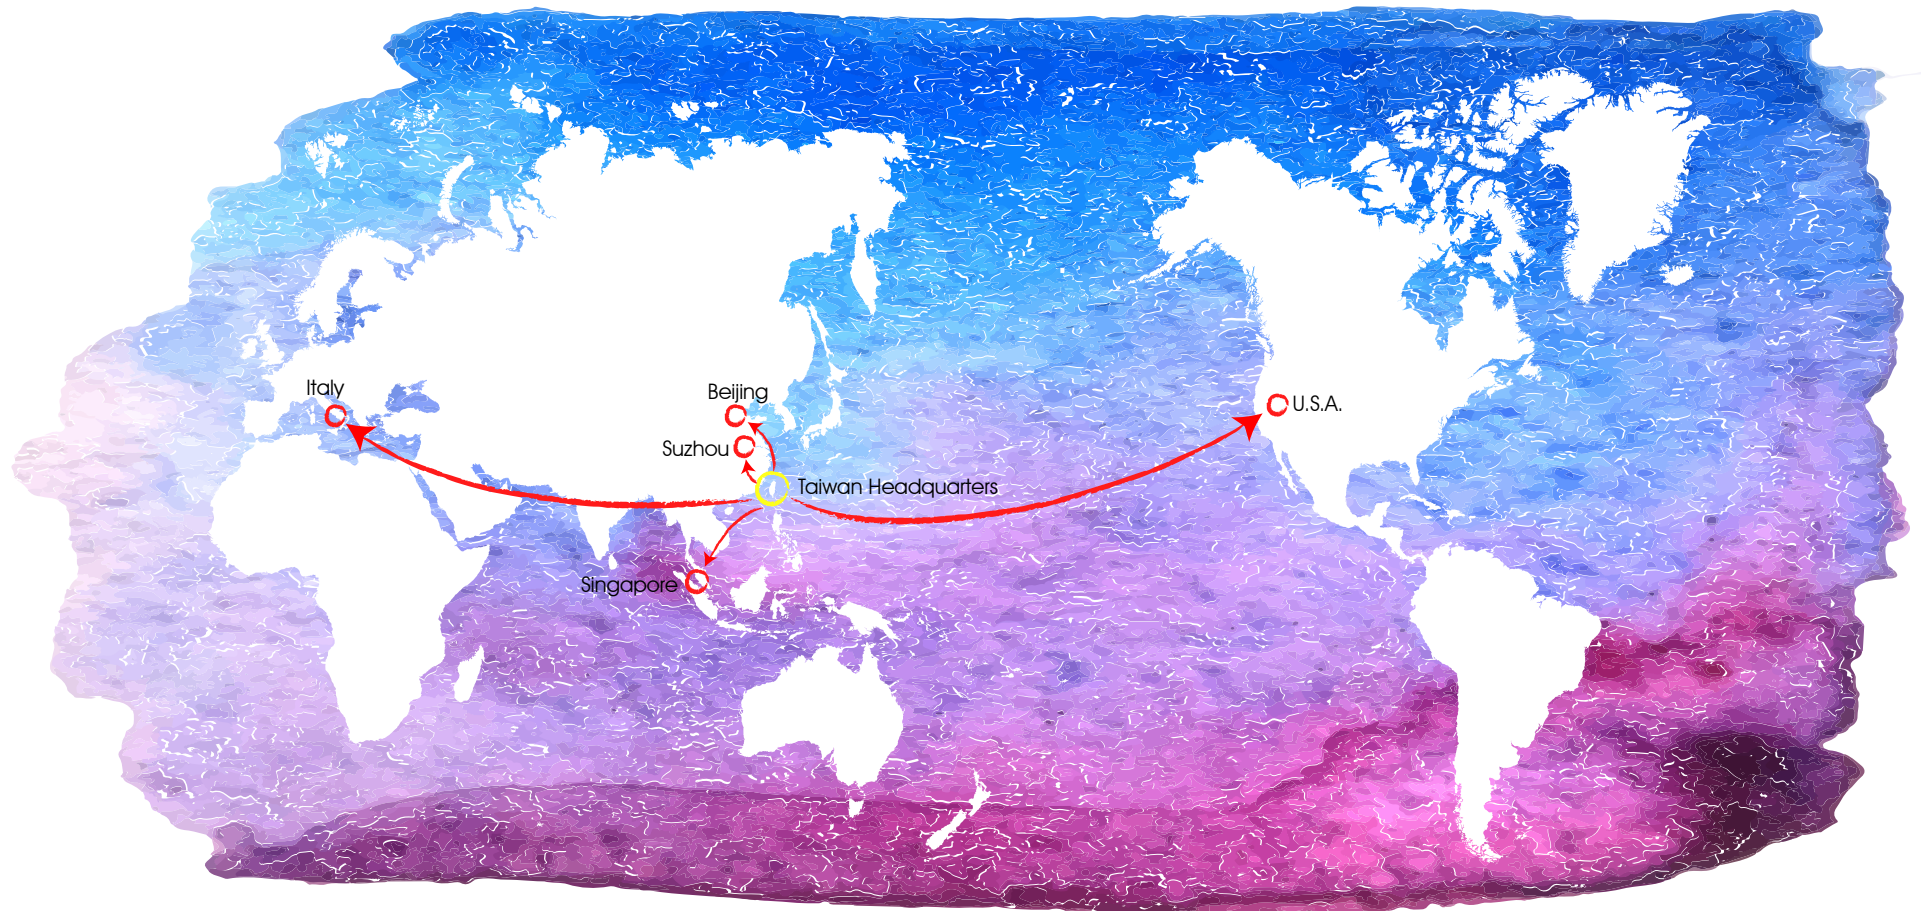 Italy
Beijing
U.S.A.
Suzhou
Taiwan Headquarters
Singapore